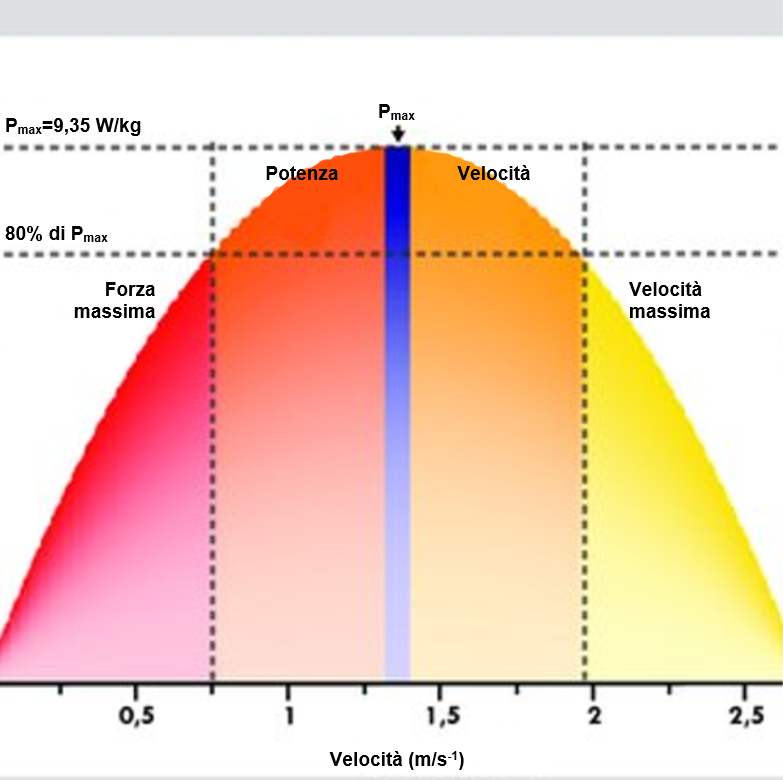 Pmax
Pmax=9,35 W/kg
Potenza
Velocità
80% di Pmax
Forza
massima
Velocità
massima
0,5
1
1,5
2
2,5
Velocità (m/s-1)